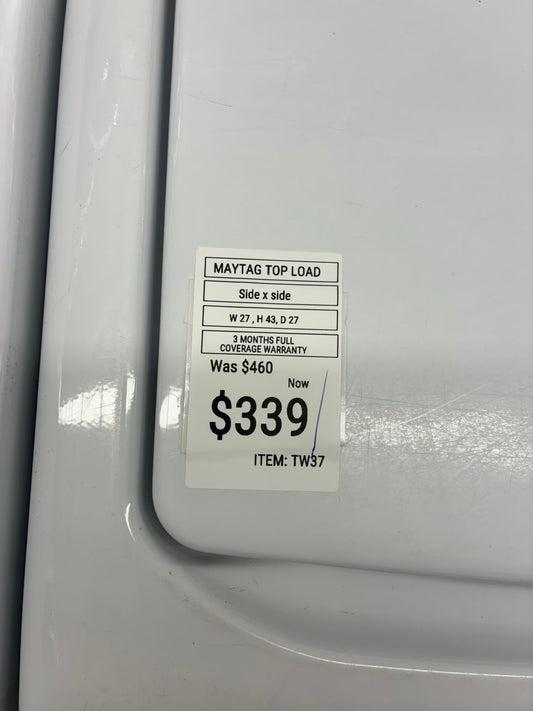 MAYTAG TOP LOAD
Side x side
W 27 , H 43, D 27
3 MONTHS FULL
COVERAGE WARRANTY
Was $460
Now
$339
ITEM: TW37